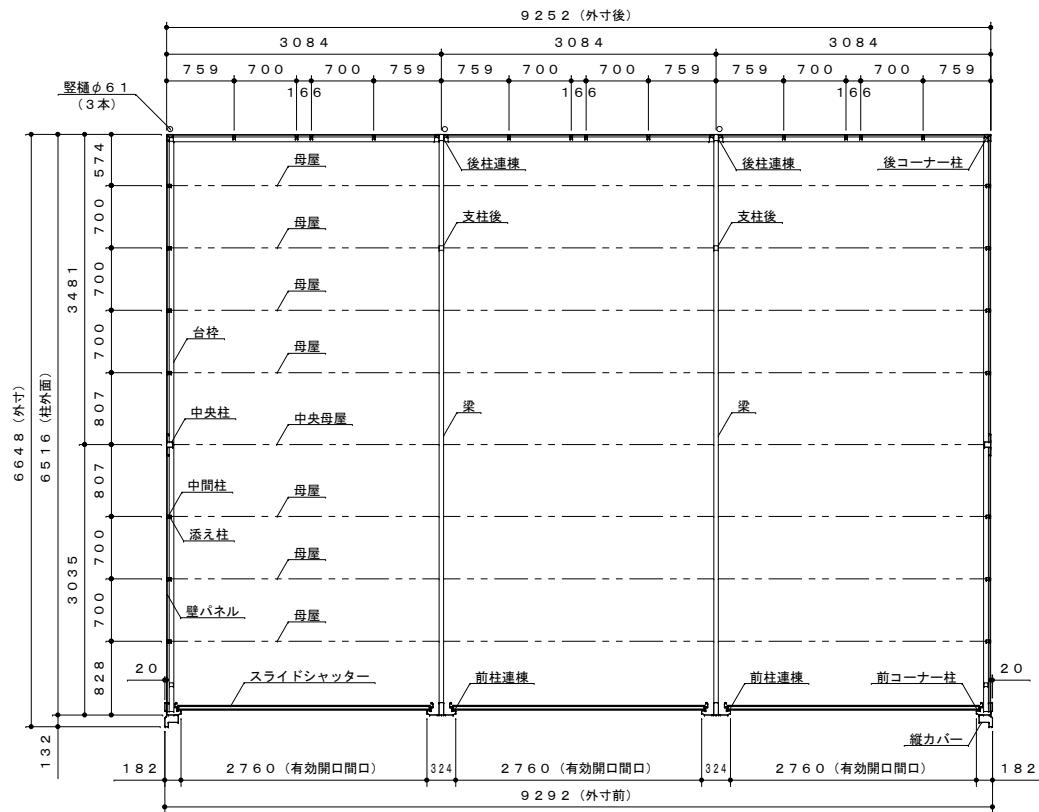 9252（外寸後）
3084 3084 3084
759 700 700 759 759 700 700 759 759 700 700 759
166 166 166
竪樋φ61
（3本）
後柱連棟 後柱連棟 後コーナー柱
574
母屋
700
母屋 支柱後 支柱後
700
母屋
700
母屋
700
台枠
807
3481
中央柱 中央母屋 梁 梁
6648（外寸）
6516（柱外面）
807
中間柱 母屋
添え柱
700
母屋
3035
700
壁パネル 母屋
828
20 スライドシャッター 前柱連棟 前柱連棟 前コーナー柱 20
132
縦カバー
182 2760（有効開口間口） 324 2760（有効開口間口） 324 2760（有効開口間口） 182
9292（外寸前）